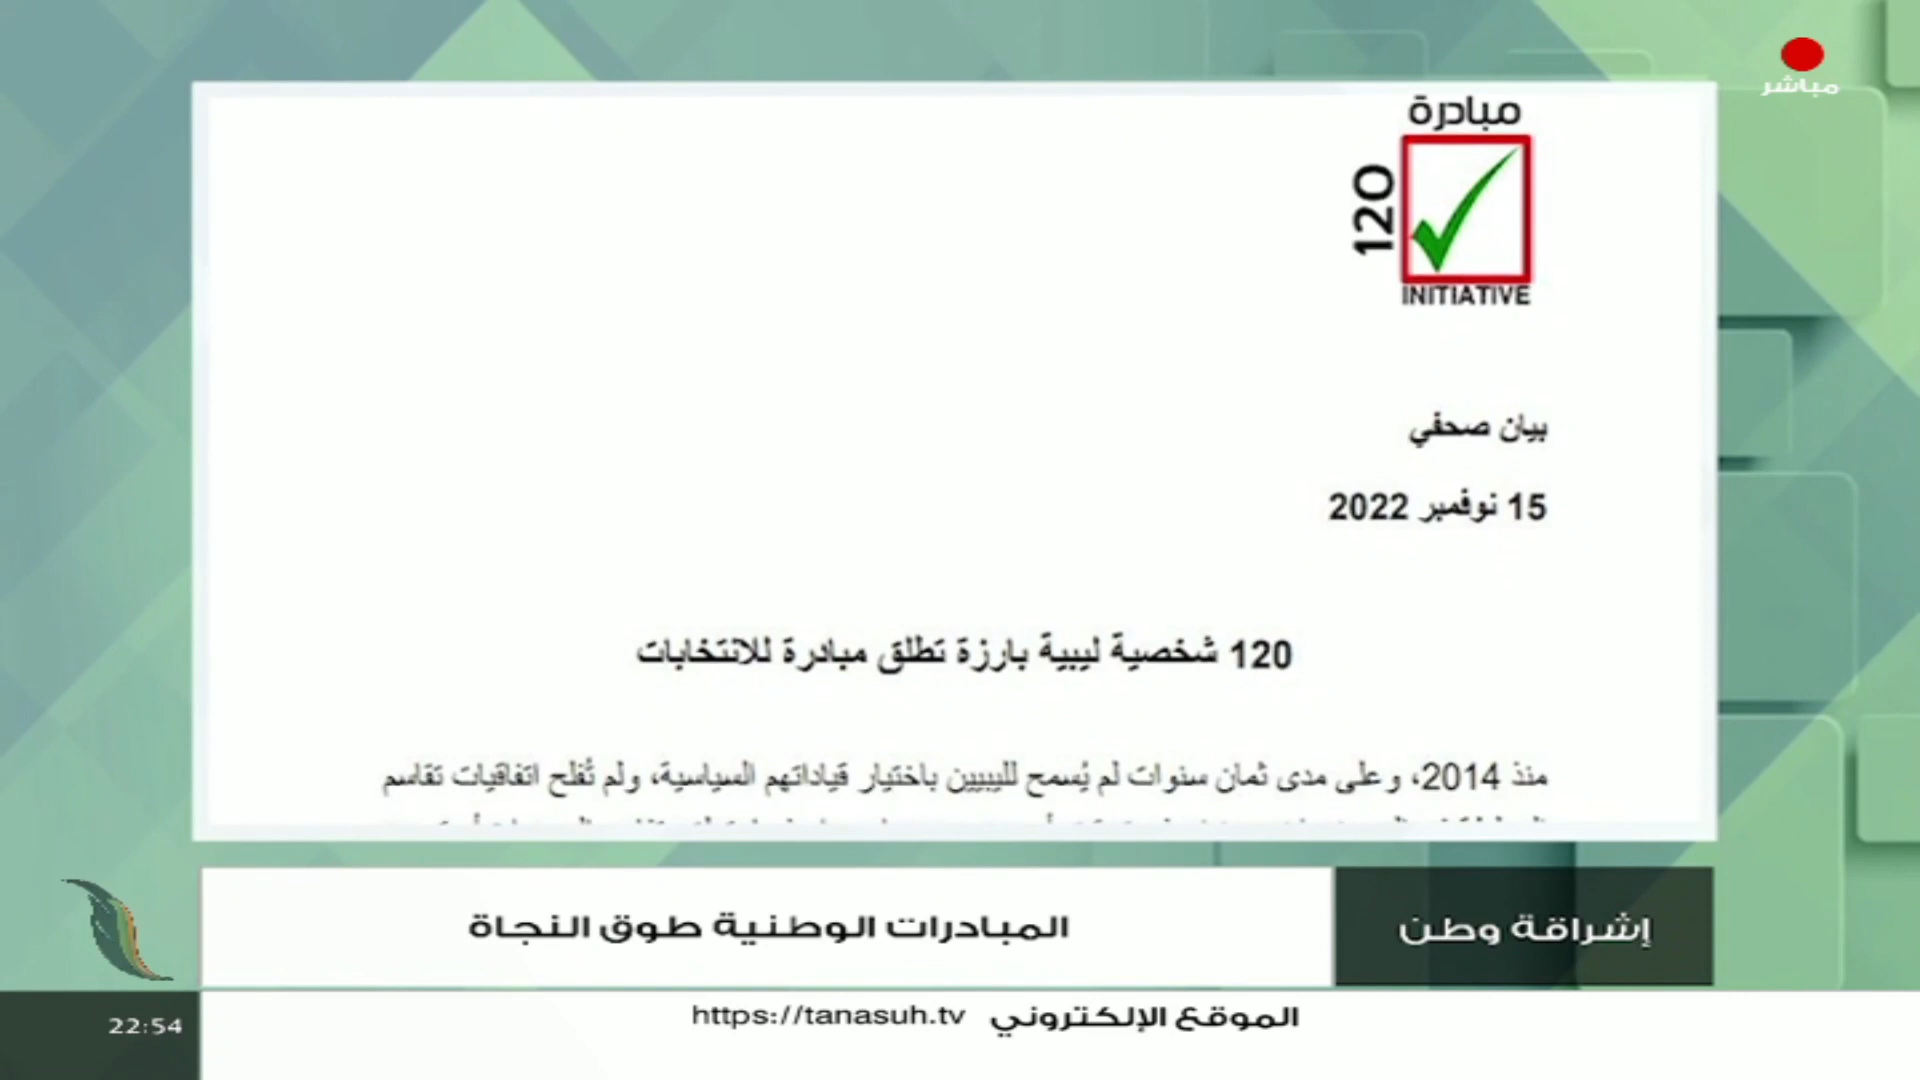 مباشر
مبادرة
120
INITIATIVE
بيان صحفي
15 نوفمبر 2022
120 شخصية ليبية بارزة تطلق مبادرة للانتخابات
منذ 2014، وعلى مدى ثمان سنوات لم يُسمح لليبيين باختيار قياداتهم السياسية، ولم تُفلح اتفاقيات تقاسم
إشراقة وطن
المبادرات الوطنية طوق النجاة
الموقع الإلكتروني https://tanasuh.tv
22:54